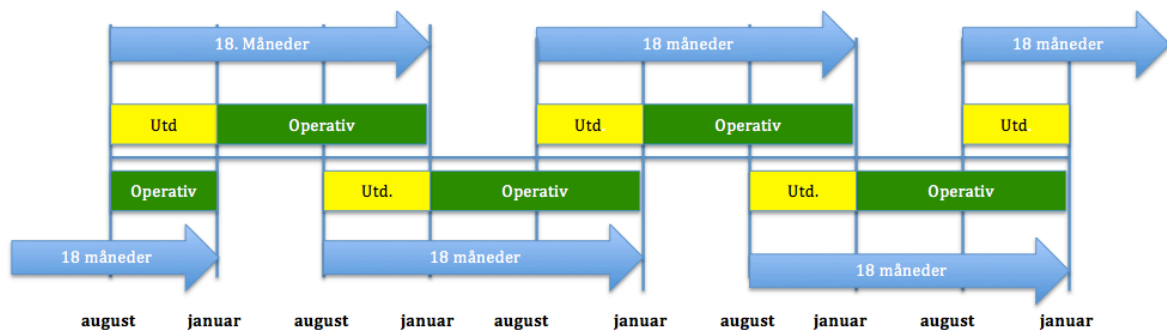 18. Måneder 18 måneder 18 måneder
Utd Operativ Utd. Operativ Utd.
Operativ Utd. Operativ Utd. Operativ
18 måneder 18 måneder 18 måneder
august januar august januar august januar august januar august januar